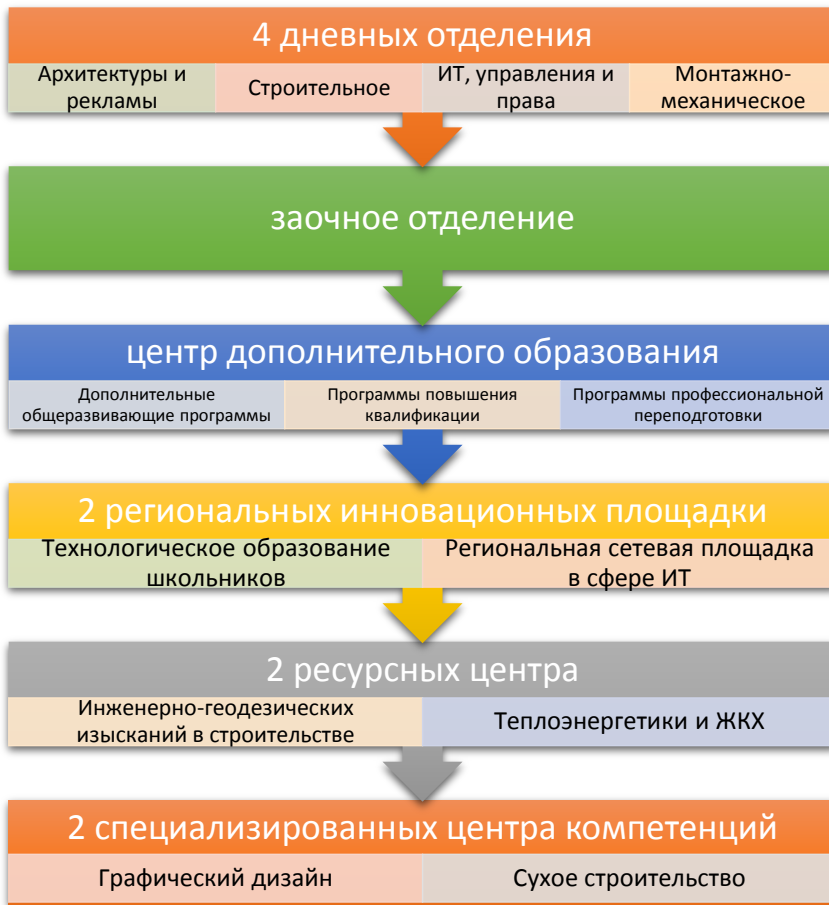 4 дневных отделения
Архитектуры и
рекламы
Строительное
ИТ, управления и
права
Монтажно-
механическое
заочное отделение
центр дополнительного образования
Дополнительные
общеразвивающие программы
Программы повышения
квалификации
Программы профессиональной
переподготовки
2 региональных инновационных площадки
Технологическое образование
школьников
Региональная сетевая площадка
в сфере ИТ
2 ресурсных центра
Инженерно-геодезических
изысканий в строительстве
Теплоэнергетики и ЖКХ
2 специализированных центра компетенций
Графический дизайн
Сухое строительство